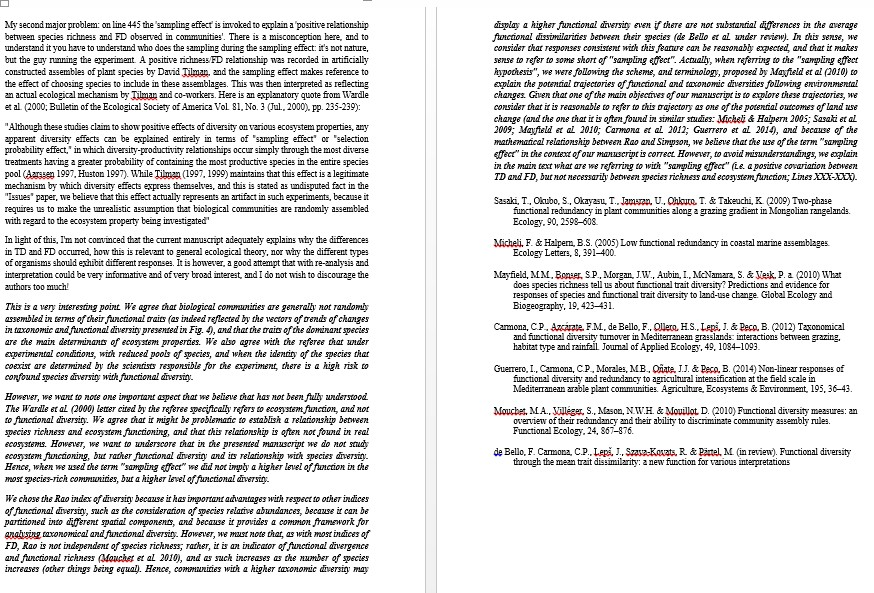 My second major problem: on line 445 the 'sampling effect' is invoked to explain a 'positive relationship
between species richness and FD observed in communities'. There is a misconception here, and to
understand it you have to understand who does the sampling during the sampling effect: it's not nature,
but the guy running the experiment. A positive richness/FD relationship was recorded in artificially
constructed assembles of plant species by David Tilman, and the sampling effect makes reference to
the effect of choosing species to include in these assemblages. This was then interpreted as reflecting
an actual ecological mechanism by Tilman and co-workers. Here is an explanatory quote from Wardle
et al. (2000; Bulletin of the Ecological Society of America Vol. 81, No. 3 (Jul., 2000), pp. 235-239):
"Although these studies claim to show positive effects of diversity on various ecosystem properties, any
apparent diversity effects can be explained entirely in terms of "sampling effect" or "selection
probability effect," in which diversity-productivity relationships occur simply through the most diverse
treatments having a greater probability of containing the most productive species in the entire species
pool (Aarssen 1997, Huston 1997). While Tilman (1997, 1999) maintains that this effect is a legitimate
mechanism by which diversity effects express themselves, and this is stated as undisputed fact in the
"Issues" paper, we believe that this effect actually represents an artifact in such experiments, because it
requires us to make the unrealistic assumption that biological communities are randomly assembled
with regard to the ecosystem property being investigated"
In light of this, I'm not convinced that the current manuscript adequately explains why the differences
in TD and FD occurred, how this is relevant to general ecological theory, nor why the different types
of organisms should exhibit different responses. It is however, a good attempt that with re-analysis and
interpretation could be very informative and of very broad interest, and I do not wish to discourage the
authors too much!
This is a very interesting point. We agree that biological communities are generally not randomly
assembled in terms of their functional traits (as indeed reflected by the vectors of trends of changes
in taxonomic and functional diversity presented in Fig. 4), and that the traits of the dominant species
are the main determinants of ecosystem properties. We also agree with the referee that under
experimental conditions, with reduced pools of species, and when the identity of the species that
coexist are determined by the scientists responsible for the experiment, there is a high risk to
confound species diversity with functional diversity.
However, we want to note one important aspect that we believe that has not been fully understood.
The Wardle et al. (2000) letter cited by the referee specifically refers to ecosystem function, and not
to functional diversity. We agree that it might be problematic to establish a relationship between
species richness and ecosystem functioning, and that this relationship is often not found in real
ecosystems. However, we want to underscore that in the presented manuscript we do not study
ecosystem functioning, but rather functional diversity and its relationship with species diversity.
Hence, when we used the term "sampling effect" we did not imply a higher level of function in the
most species-rich communities, but a higher level of functional diversity.
We chose the Rao index of diversity because it has important advantages with respect to other indices
of functional diversity, such as the consideration of species relative abundances, because it can be
partitioned into different spatial components, and because it provides a common framework for
analysing taxonomical and functional diversity. However, we must note that, as with most indices of
FD, Rao is not independent of species richness; rather, it is an indicator of functional divergence
and functional richness (Mouchet et al. 2010), and as such increases as the number of species
increases (other things being equal). Hence, communities with a higher taxonomic diversity may
display a higher functional diversity even if there are not substantial differences in the average
functional dissimilarities between their species (de Bello et al. under review). In this sense, we
consider that responses consistent with this feature can be reasonably expected, and that it makes
sense to refer to some short of "sampling effect". Actually, when referring to the "sampling effect
hypothesis", we were following the scheme, and terminology, proposed by Mayfield et al (2010) to
explain the potential trajectories of functional and taxonomic diversities following environmental
changes. Given that one of the main objectives of our manuscript is to explore these trajectories, we
consider that it is reasonable to refer to this trajectory as one of the potential outcomes of land use
change (and the one that it is often found in similar studies: Micheli & Halpern 2005; Sasaki et al.
2009; Mayfield et al. 2010; Carmona et al. 2012; Guerrero et al. 2014), and because of the
mathematical relationship between Rao and Simpson, we believe that the use of the term "sampling
effect" in the context of our manuscript is correct. However, to avoid misunderstandings, we explain
in the main text what we are referring to with "sampling effect" (i.e. a positive covariation between
TD and FD, but not necessarily between species richness and ecosystem function; Lines XXX-XXX).
Sasaki, T., Okubo, S., Okayasu, T., Jamsran, U., Ohkuro, T. & Takeuchi, K. (2009) Two-phase
functional redundancy in plant communities along a grazing gradient in Mongolian rangelands.
Ecology, 90, 2598–608.
Micheli, F. & Halpern, B.S. (2005) Low functional redundancy in coastal marine assemblages.
Ecology Letters, 8, 391–400.
Mayfield, M.M., Bonser, S.P., Morgan, J.W., Aubin, I., McNamara, S. & Vesk, P. a. (2010) What
does species richness tell us about functional trait diversity? Predictions and evidence for
responses of species and functional trait diversity to land-use change. Global Ecology and
Biogeography, 19, 423–431.
Carmona, C.P., Azcárate, F.M., de Bello, F., Ollero, H.S., Lepš, J. & Peco, B. (2012) Taxonomical
and functional diversity turnover in Mediterranean grasslands: interactions between grazing,
habitat type and rainfall. Journal of Applied Ecology, 49, 1084–1093.
Guerrero, I., Carmona, C.P., Morales, M.B., Oñate, J.J. & Peco, B. (2014) Non-linear responses of
functional diversity and redundancy to agricultural intensification at the field scale in
Mediterranean arable plant communities. Agriculture, Ecosystems & Environment, 195, 36–43.
Mouchet, M.A., Villéger, S., Mason, N.W.H. & Mouillot, D. (2010) Functional diversity measures: an
overview of their redundancy and their ability to discriminate community assembly rules.
Functional Ecology, 24, 867–876.
de Bello, F. Carmona, C.P., Lepš, J., Szava-Kovats, R. & Pärtel, M. (in review). Functional diversity
through the mean trait dissimilarity: a new function for various interpretations